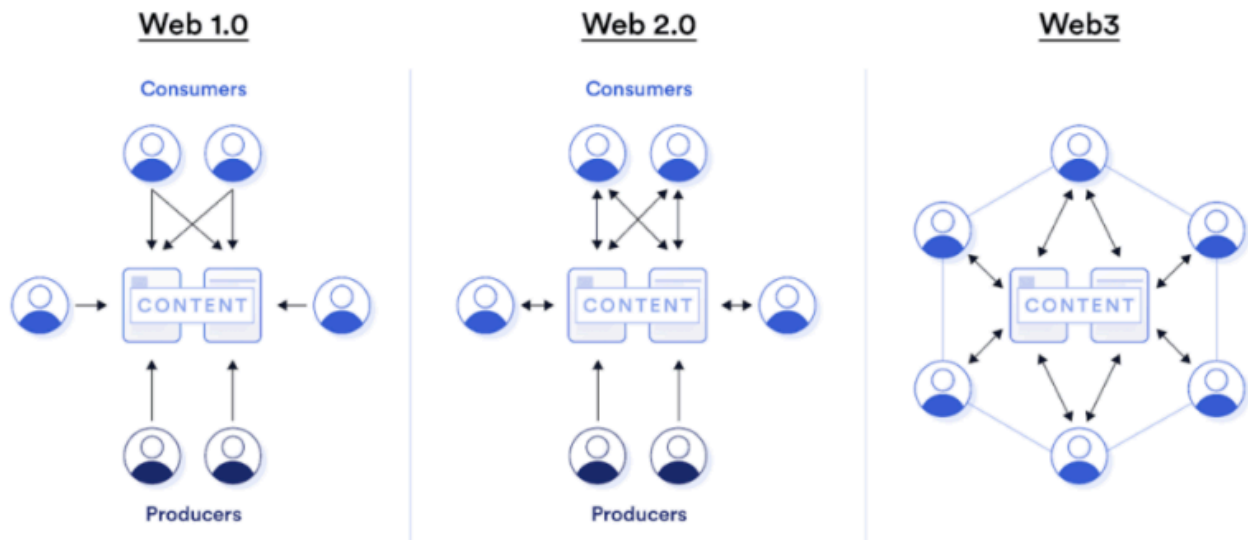 Web 1.0
Web 2.0
Web3
Consumers
Consumers
CONTENT
CONTENT
CONTENT
Producers
Producers